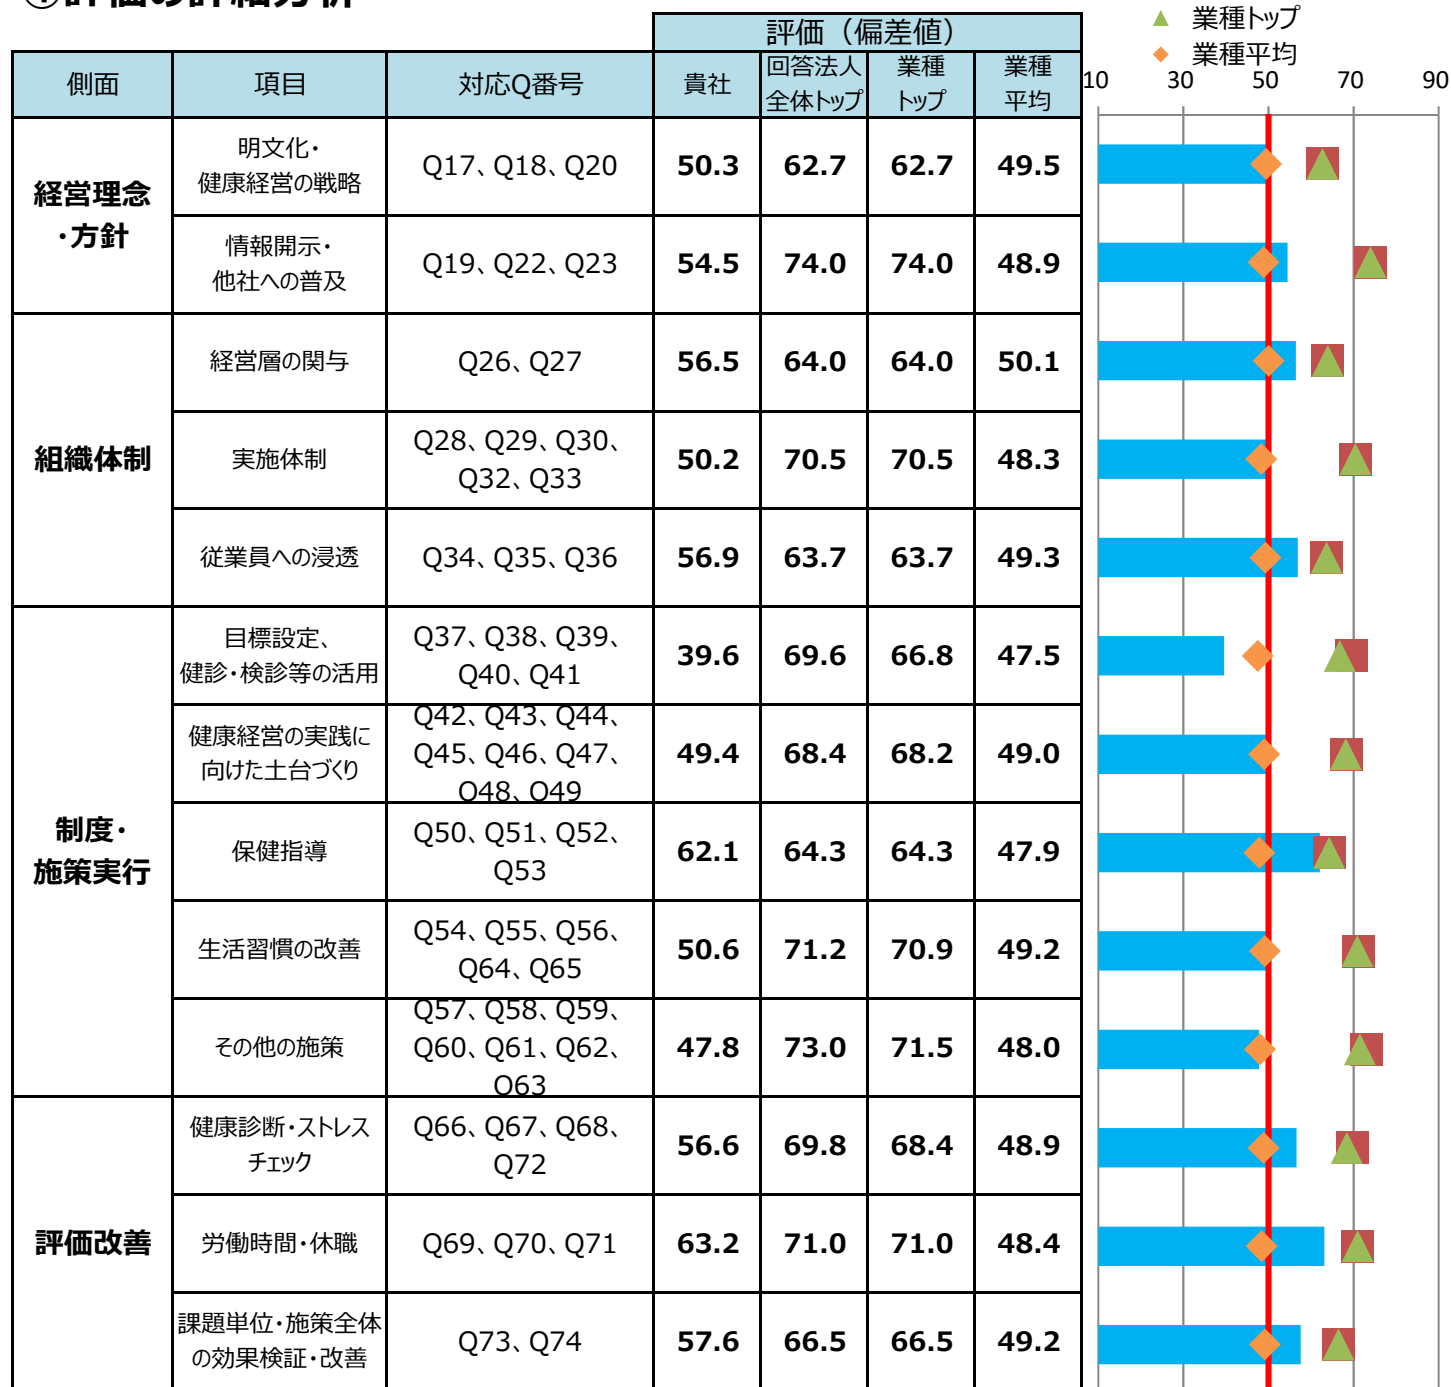 ①評価の詳細分析
▲ 業種トップ
◆ 業種平均
評価（偏差値）
側面 項目 対応Q番号 貴社 回答法人 業種 業種
全体トップ トップ 平均
10 30 50 70 90
経営理念
・方針
明文化・
健康経営の戦略
Q17、Q18、Q20 50.3 62.7 62.7 49.5
情報開示・
他社への普及
Q19、Q22、Q23 54.5 74.0 74.0 48.9
組織体制
経営層の関与 Q26、Q27 56.5 64.0 64.0 50.1
実施体制
Q28、Q29、Q30、
Q32、Q33
50.2 70.5 70.5 48.3
従業員への浸透 Q34、Q35、Q36 56.9 63.7 63.7 49.3
制度・
施策実行
目標設定、
健診・検診等の活用
Q37、Q38、Q39、
Q40、Q41
39.6 69.6 66.8 47.5
健康経営の実践に
向けた土台づくり
Q42、Q43、Q44、
Q45、Q46、Q47、
Q48、Q49
49.4 68.4 68.2 49.0
保健指導
Q50、Q51、Q52、
Q53
62.1 64.3 64.3 47.9
生活習慣の改善
Q54、Q55、Q56、
Q64、Q65
50.6 71.2 70.9 49.2
その他の施策
Q57、Q58、Q59、
Q60、Q61、Q62、
Q63
47.8 73.0 71.5 48.0
評価改善
健康診断・ストレス
チェック
Q66、Q67、Q68、
Q72
56.6 69.8 68.4 48.9
労働時間・休職 Q69、Q70、Q71 63.2 71.0 71.0 48.4
課題単位・施策全体
の効果検証・改善
Q73、Q74 57.6 66.5 66.5 49.2